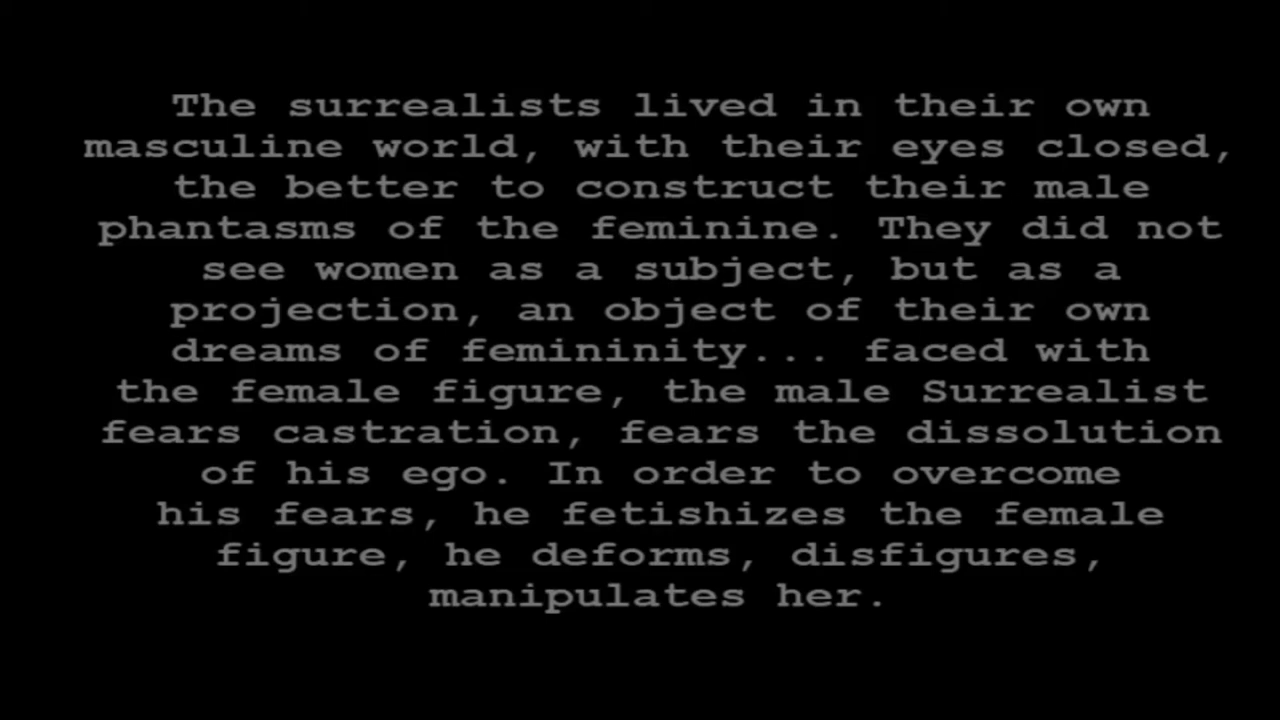 The surrealists lived in their own
masculine world, with their eyes closed,
the better to construct their male
phantasms of the feminine. They did not
see women as a subject, but as a
projection, an object of their own
dreams of femininity... faced with
the female figure, the male Surrealist
fears castration, fears the dissolution
of his ego. In order to overcome
his fears, he fetishizes the female
figure, he deforms, disfigures,
manipulates her.